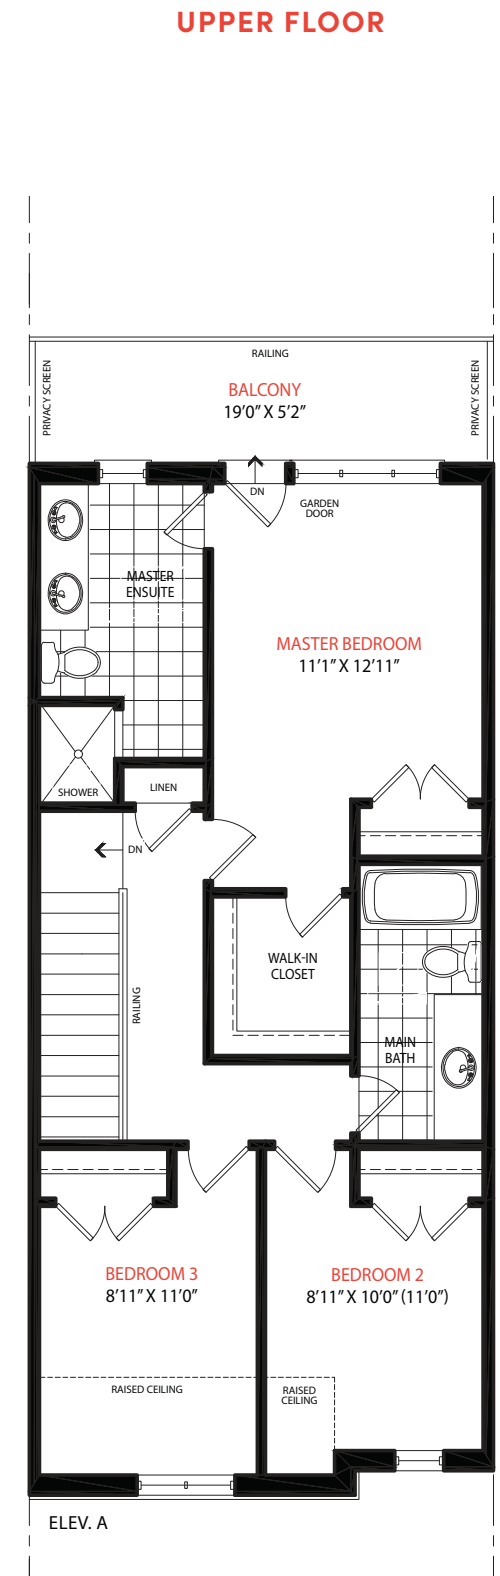 UPPER FLOOR
RAILING
PRIVACY SCREEN
BALCONY
19'0" X 5'2"
PRIVACY SCREEN
DN
GARDEN
DOOR
MASTER
ENSUITE
MASTER BEDROOM
11'1" X 12'11"
SHOWER
LINEN
DN
WALK-IN
CLOSET
RAILING
MAIN
BATH
BEDROOM 3
8'11" X 11'0"
BEDROOM 2
8'11" X 10'0" (11'0")
RAISED CEILING
RAISED
CEILING
ELEV. A